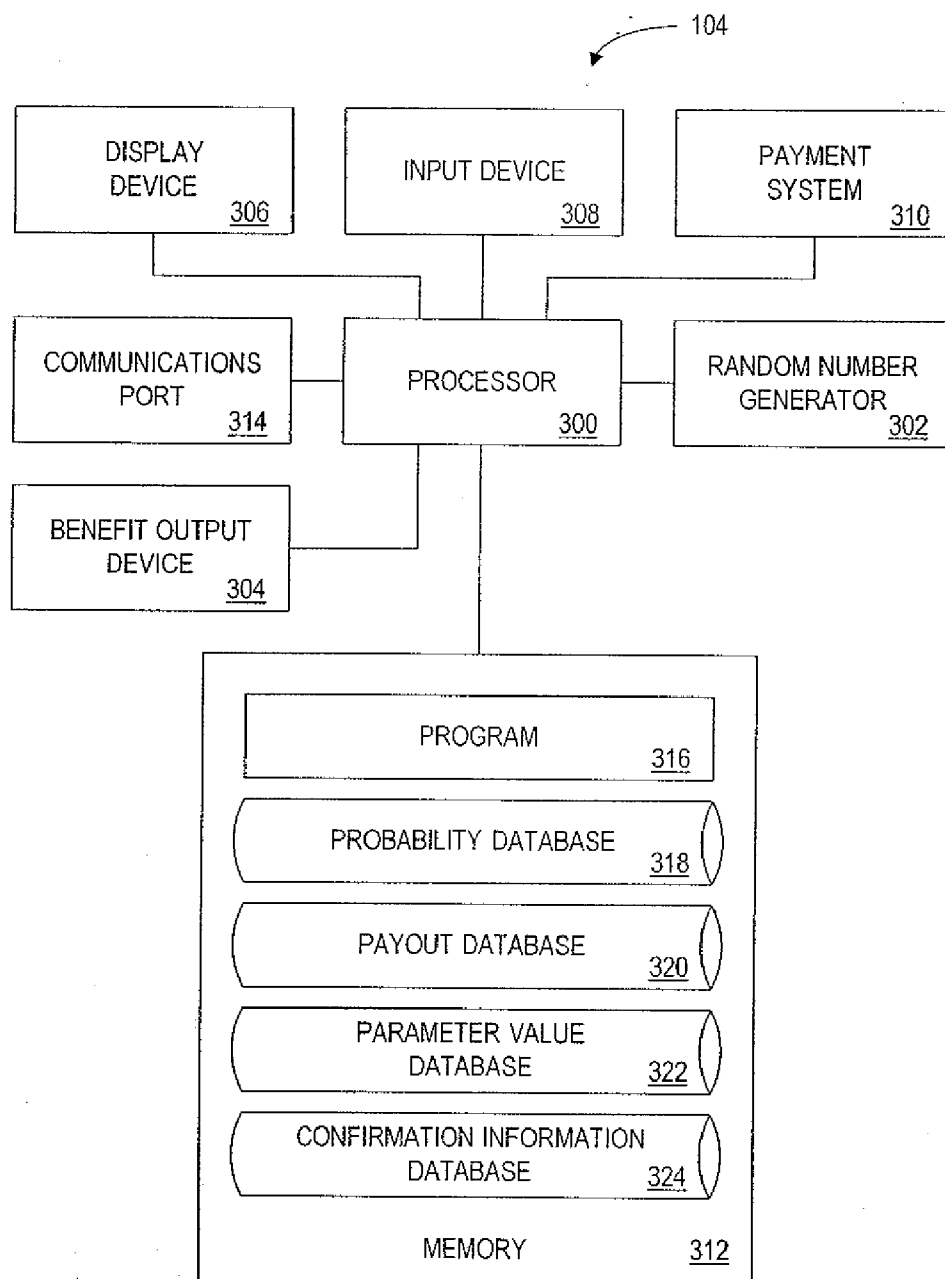 104
DISPLAY
DEVICE
306
INPUT DEVICE
308
PAYMENT
SYSTEM
310
COMMUNICATIONS
PORT
314
PROCESSOR
300
RANDOM NUMBER
GENERATOR
302
BENEFIT OUTPUT
DEVICE
304
PROGRAM
316
PROBABILITY DATABASE
318
PAYOUT DATABASE
320
PARAMETER VALUE
DATABASE
322
CONFIRMATION INFORMATION
DATABASE
324
MEMORY
312